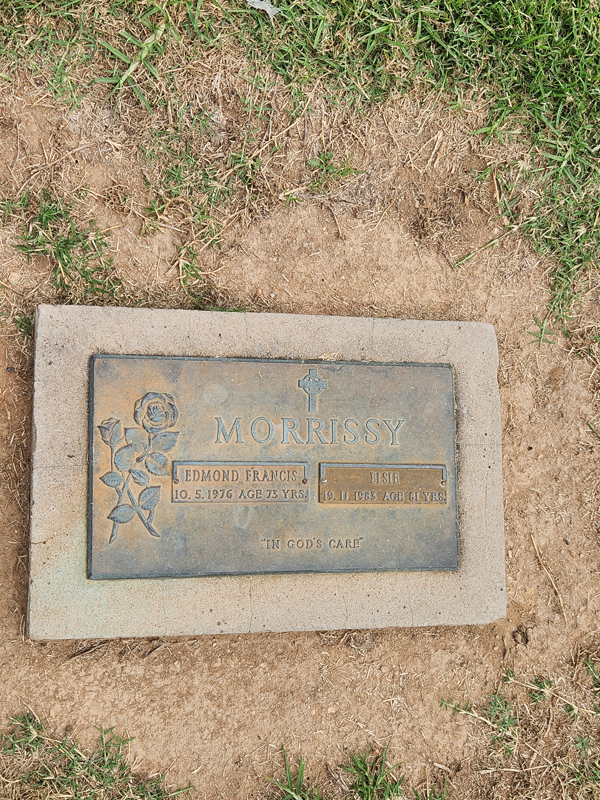 MORRISSY
EDMOND FRANCIS
10. 5. 1976 AGE 73 YRS.
ELSIE
19. 11. 1983 AGE 81 YRS.
"IN GOD'S CARE"